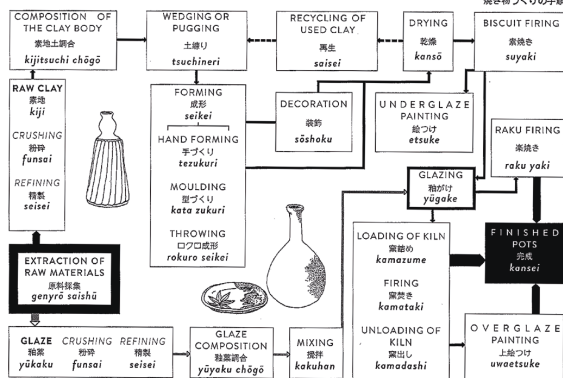 焼き物づくりの手順
COMPOSITION OF
THE CLAY BODY
素地土調合
kijitsuchi chōgō
WEDGING OR
PUGGING
土練り
tsuchineri
RECYCLING OF
USED CLAY
再生
saisei
DRYING
乾燥
kansō
BISCUIT FIRING
素焼き
suyaki
RAW CLAY
素地
kiji
CRUSHING
粉砕
funsai
REFINING
精製
seisei
FORMING
成形
seikei
HAND FORMING
手づくり
tezukuri
MOULDING
型づくり
kata zukuri
THROWING
ロクロ成形
rokuro seikei
DECORATION
装飾
sōshoku
UNDERGLAZE
PAINTING
絵つけ
etsuke
RAKU FIRING
楽焼き
raku yaki
GLAZING
釉がけ
yūgake
EXTRACTION OF
RAW MATERIALS
原料採集
genyrō saishū
LOADING OF KILN
窯詰め
kamazume
FIRING
窯焚き
kamataki
UNLOADING OF
KILN
窯出し
kamadashi
FINISHED
POTS
完成
kansei
GLAZE CRUSHING REFINING
釉薬 粉砕 精製
yūkaku funsai seisei
GLAZE
COMPOSITION
釉薬調合
yūyaku chōgō
MIXING
攪拌
kakuhan
OVERGLAZE
PAINTING
上絵つけ
uwaetsuke